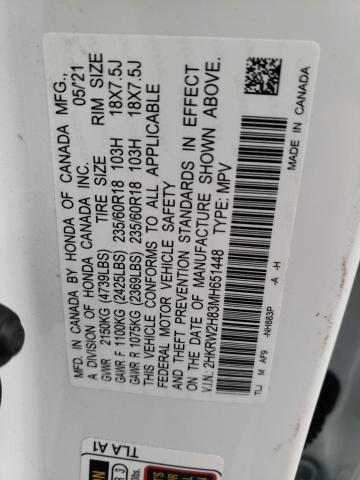 MFD. IN CANADA BY HONDA OF CANADA MFG.,
A DIVISION OF HONDA CANADA INC. 05/21
TIRE SIZE RIM SIZE
GVWR 2150KG (4739LBS)
GAWR F 1100KG (2425LBS) 235/60R18 103H 18X7.5J
GAWR R 1075KG (2369LBS) 235/60R18 103H 18X7.5J
THIS VEHICLE CONFORMS TO ALL APPLICABLE
FEDERAL MOTOR VEHICLE SAFETY
AND THEFT PREVENTION STANDARDS IN EFFECT
ON THE DATE OF MANUFACTURE SHOWN ABOVE.
V.I.N.: 2HKRW2H83MH651448 TYPE: MPV
TLJ M AF9 -NH883P -A -H
MADE IN CANADA
TLA A1